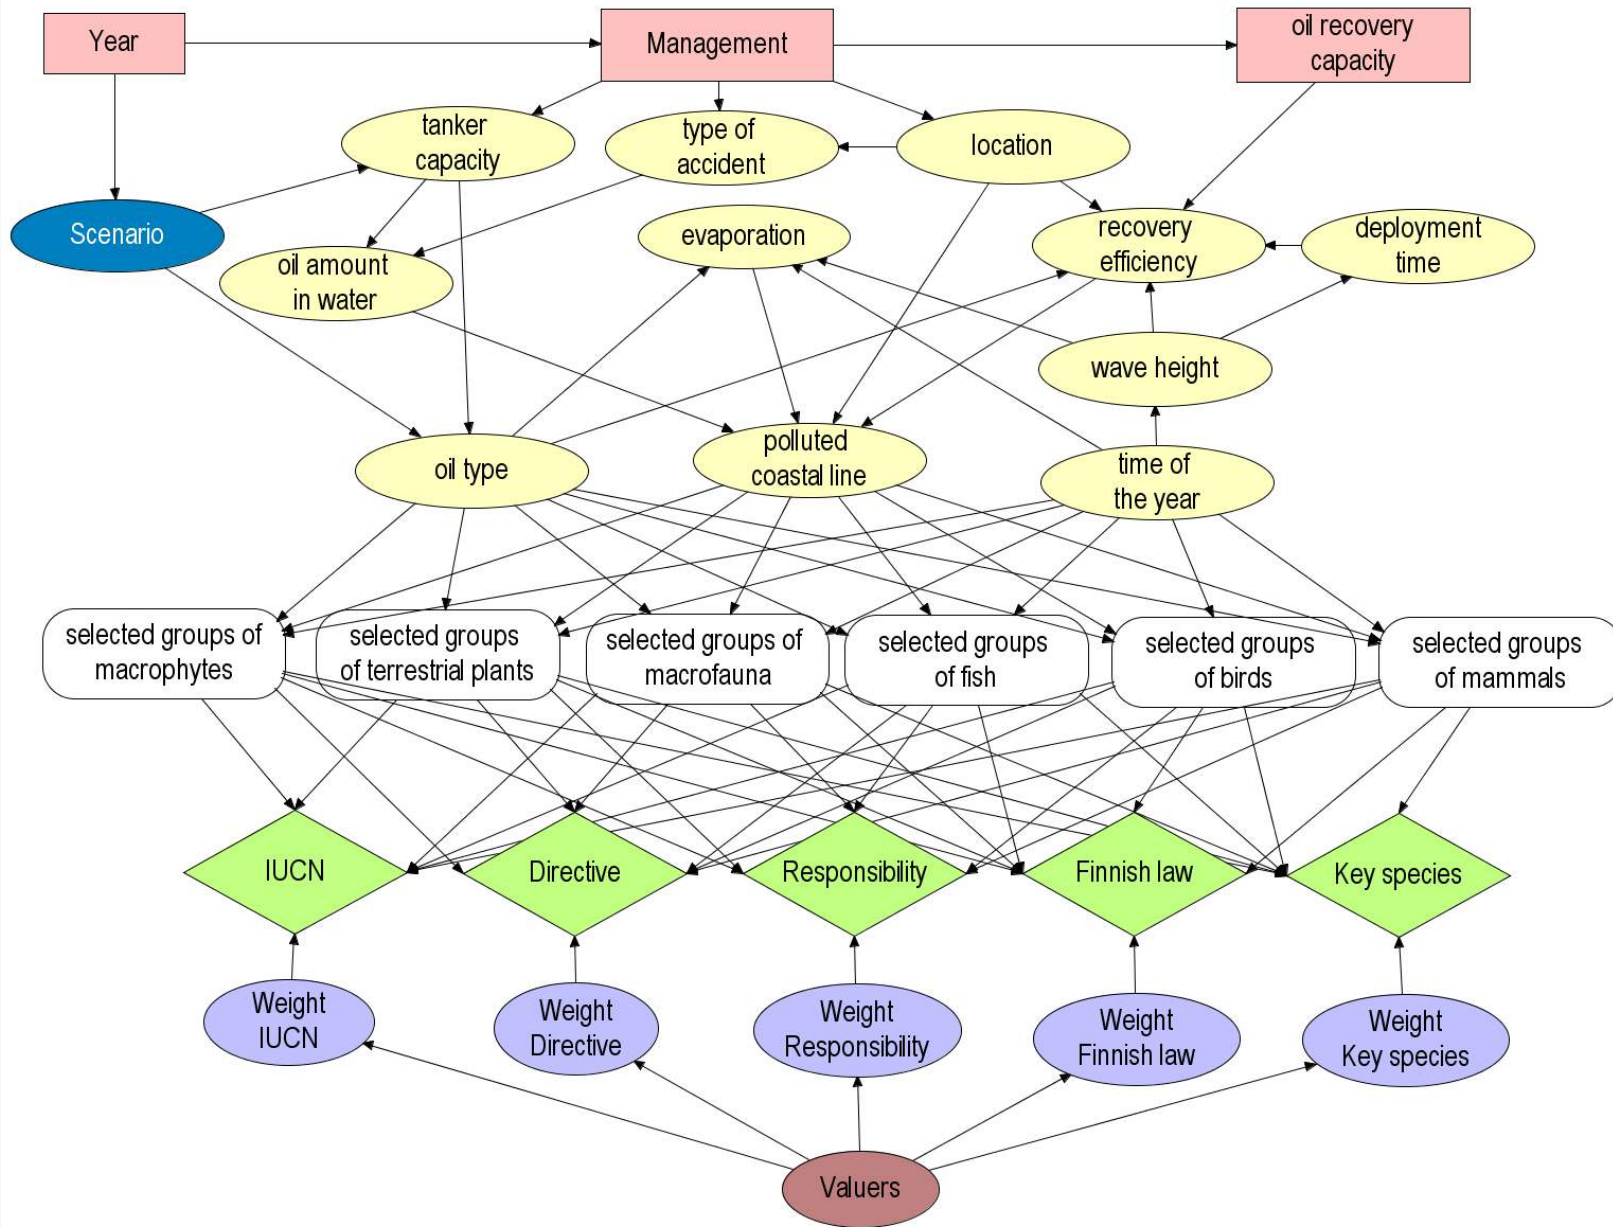 Year
Management
oil recovery
capacity
tanker
capacity
type of
accident
location
Scenario
evaporation
recovery
efficiency
deployment
time
oil amount
in water
wave height
oil type
polluted
coastal line
time of
the year
selected groups of
macrophytes
selected groups
of terrestrial plants
selected groups of
macrofauna
selected groups
of fish
selected groups
of birds
selected groups
of mammals
IUCN
Directive
Responsibility
Finnish law
Key species
Weight
IUCN
Weight
Directive
Weight
Responsibility
Weight
Finnish law
Weight
Key species
Valuers